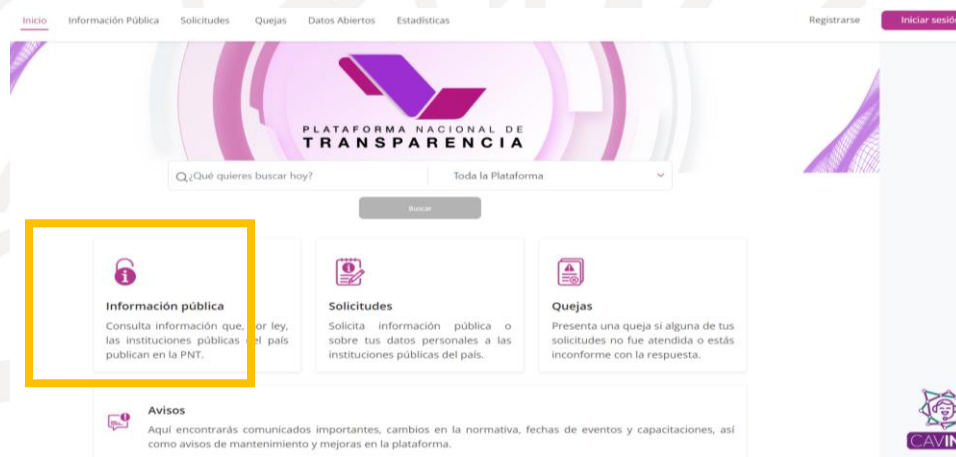 Inicio Información Pública Solicitudes Quejas Datos Abiertos Estadísticas Registrarse Iniciar sesión
PLATAFORMA NACIONAL DE
TRANSPARENCIA
¿Qué quieres buscar hoy? Toda la Plataforma
Buscar
Información pública
Consulta información que, por ley,
las instituciones públicas del país
publican en la PNT.
Solicitudes
Solicita información pública o
sobre tus datos personales a las
instituciones públicas del país.
Quejas
Presenta una queja si alguna de tus
solicitudes no fue atendida o estás
inconforme con la respuesta.
Avisos
Aquí encontrarás comunicados importantes, cambios en la normativa, fechas de eventos y capacitaciones, así
como avisos de mantenimiento y mejoras en la plataforma.